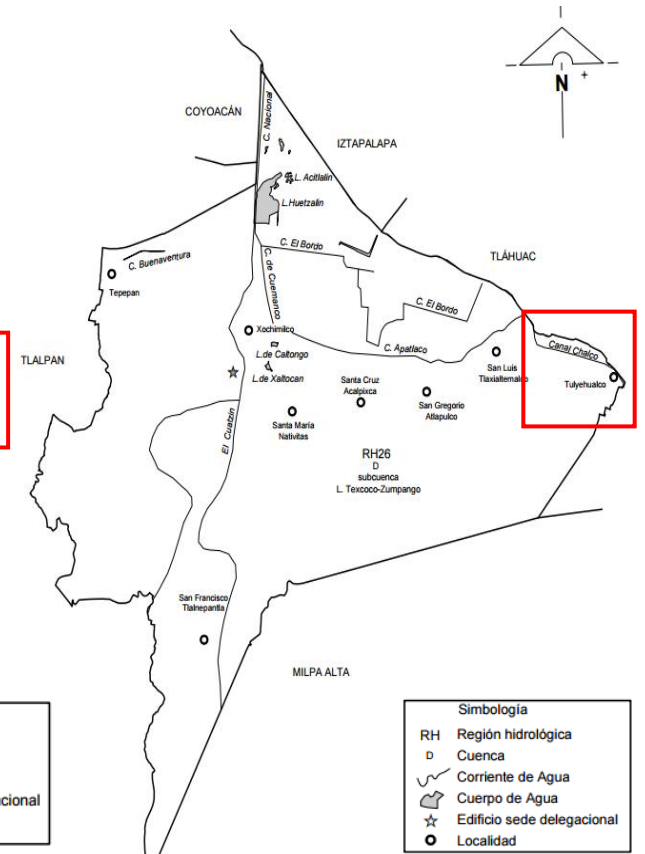 COYOACÁN
C. Nacional
IZTAPALAPA
N
L. Acitlalin
L.Huetzalin
C. El Bordo
TLÁHUAC
C. Buenaventura
C. de Cuemanco
Tepepan
C. El Bordo
Xochimilco
Canal Chalco
TLALPAN
L.de Caltongo
C. Apatlaco
San Luis
Tlaxialtemalco
L.de Xaltocan
Santa Cruz
Acalpixca
Tulyehualco
San Gregorio
Atlapulco
El Cuatzin
Santa María
Nativitas
RH26
D
subcuenca
L. Texcoco-Zumpango
San Francisco
Tlalnepantla
MILPA ALTA
Simbología
RH Región hidrológica
D Cuenca
Corriente de Agua
Cuerpo de Agua
Edificio sede delegacional
Localidad
cional